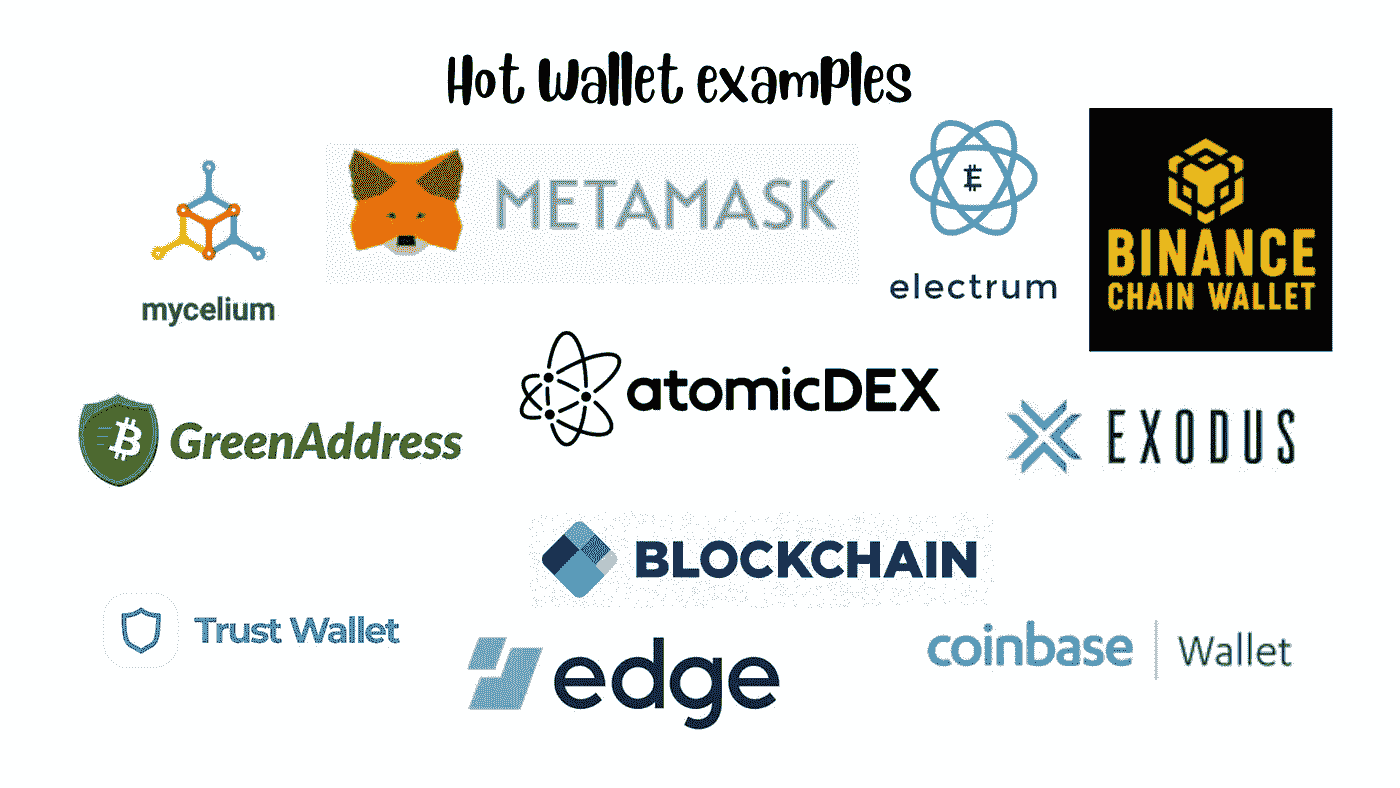 Hot Wallet examples
mycelium
METAMASK
electrum
BINANCE
CHAIN WALLET
GreenAddress
atomicDEX
EXODUS
BLOCKCHAIN
Trust Wallet
edge
coinbase | Wallet